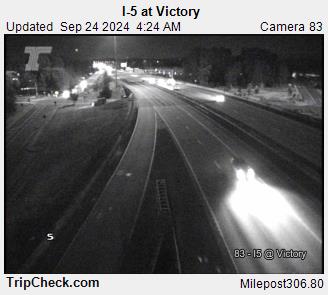 I-5 at Victory
Updated  Sep 24 2024  4:24 AM
Camera 83
T
S
83 - I5 @ Victory
TripCheck.com
Milepost306.80